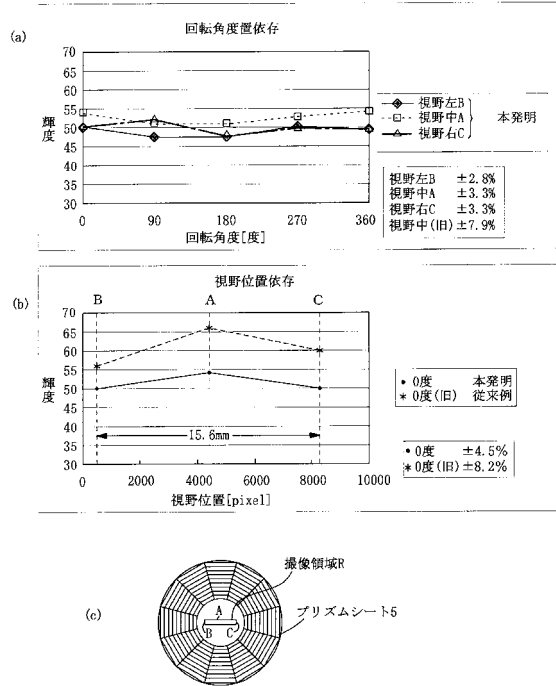 (a)
回転角度置依存
70
65
60
55
50
45
40
35
30
輝度
0 90 180 270 360
回転角度[度]
視野左B
視野中A
視野右C
本発明
視野左B ±2.8%
視野中A ±3.3%
視野右C ±3.3%
視野中(旧) ±7.9%
(b)
視野位置依存
B A C
70
65
60
55
50
45
40
35
30
輝度
15.6mm
0 2000 4000 6000 8000 10000
視野位置[pixel]
0度 本発明
0度(旧) 従来例
0度 ±4.5%
0度(旧) ±8.2%
(c)
撮像領域R
プリズムシート5
A
B C